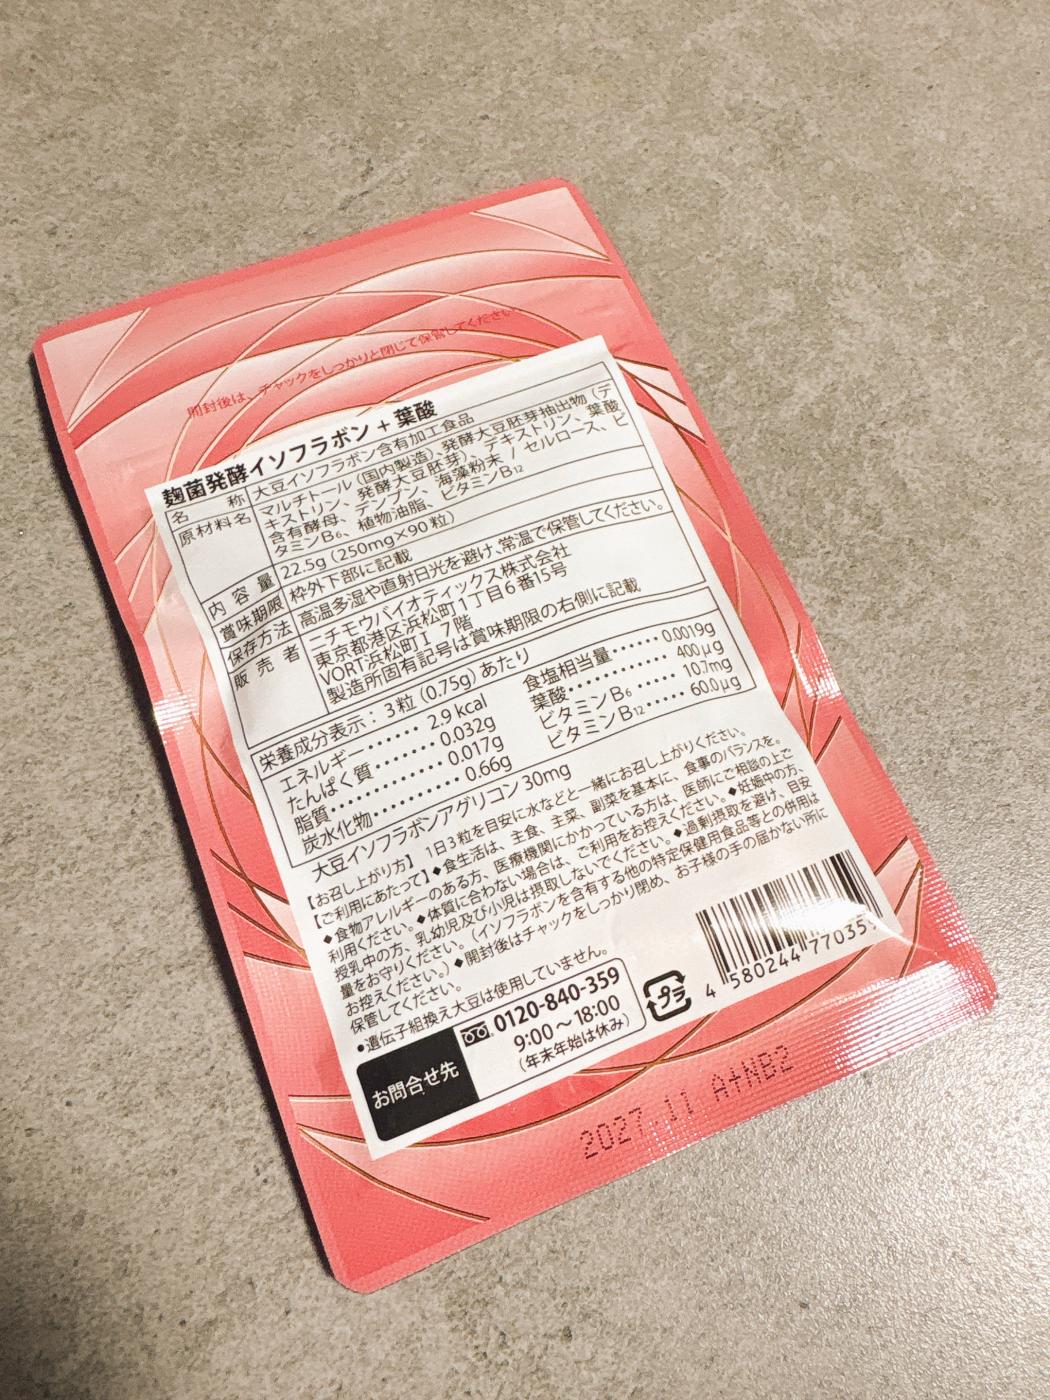 開封後は、チャックをしっかりと閉じて保管してください。
麹菌発酵イソフラボン + 葉酸
名称 大豆イソフラボン含有加工食品
原材料名 マルチトール(国内製造)、発酵大豆胚芽抽出物(デ
キストリン、発酵大豆胚芽)、デキストリン、葉酸
含有酵母、デンプン、海藻粉末 / セルロース、ビ
タミンB6、植物油脂、ビタミンB12
内容量 22.5g(250mg×90粒)
賞味期限 枠外下部に記載
保存方法 高温多湿や直射日光を避け、常温で保管してください。
販売者 ニチモウバイオティックス株式会社
東京都港区浜松町1丁目6番15号
VORT浜松町Ⅰ 7階
製造所固有記号は賞味期限の右側に記載
栄養成分表示:3粒(0.75g)あたり
エネルギー…… 2.9 kcal
たんぱく質…… 0.032g
脂質…… 0.017g
炭水化物…… 0.66g
食塩相当量…… 0.0019g
葉酸…… 400μg
ビタミンB6 …… 10.7mg
ビタミンB12…… 60.0μg
大豆イソフラボンアグリコン 30mg
【お召し上がり方】 1日3粒を目安に水などと一緒にお召し上がりください。
【ご利用にあたって】◆食生活は、主食、主菜、副菜を基本に、食事のバランスを。
◆食物アレルギーのある方、医療機関にかかっている方は、医師にご相談の上ご
利用ください。◆体質に合わない場合は、ご利用をお控えください。◆妊娠中の方、
授乳中の方、乳幼児及び小児は摂取しないでください。◆過剰摂取を避け、目安
量をお守りください。(イソフラボンを含有する他の特定保健用食品等との併用は
お控えください。)◆開封後はチャックをしっかり閉め、お子様の手の届かない所に
保管してください。
●遺伝子組換え大豆は使用していません。
お問合せ先
0120-840-359
9:00～18:00
(年末年始は休み)
プラ
4 580244 770359
2027.11 A+NB2